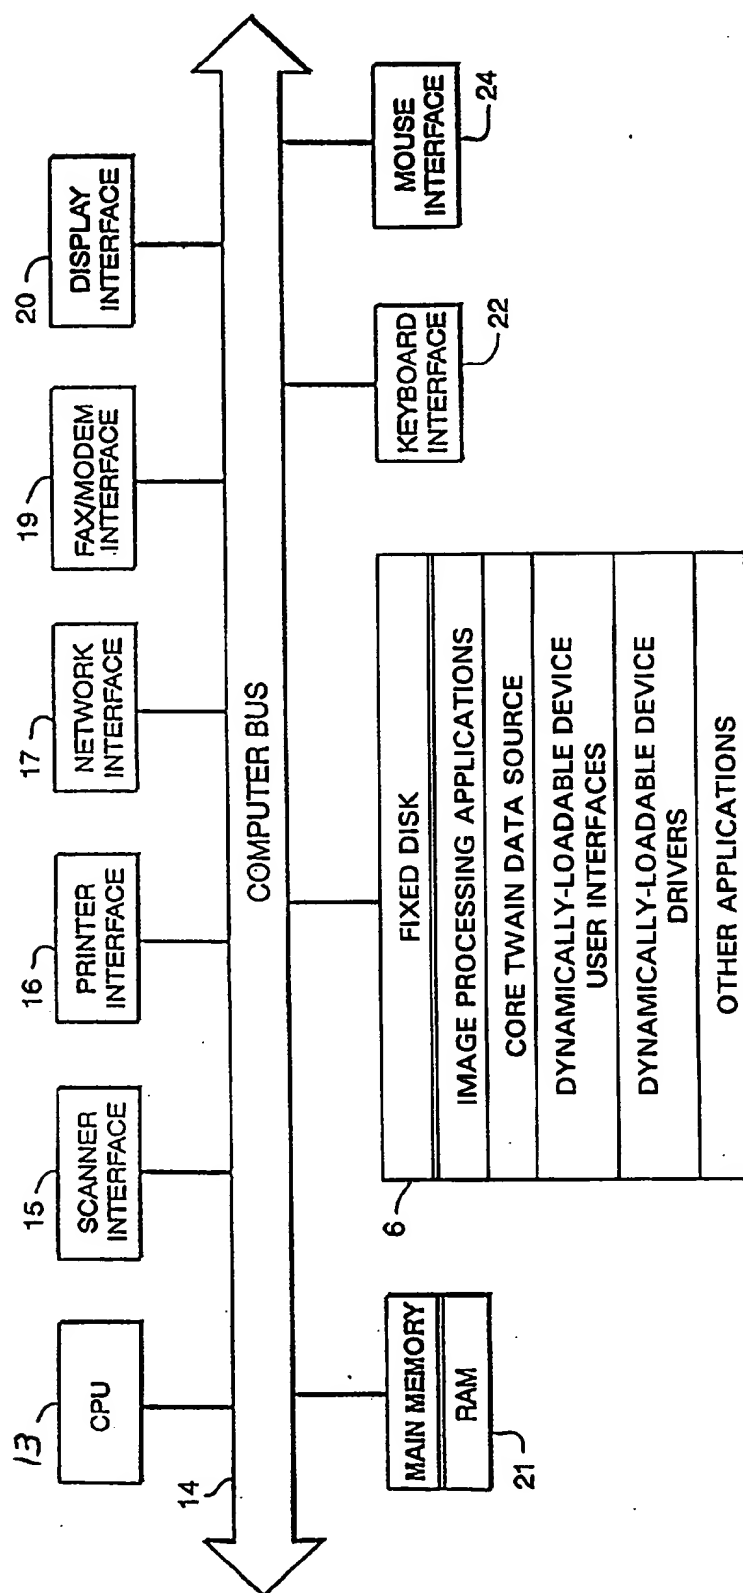 13
CPU
15
SCANNER
INTERFACE
16
PRINTER
INTERFACE
17
NETWORK
INTERFACE
19
FAX/MODEM
INTERFACE
20
DISPLAY
INTERFACE
14
COMPUTER BUS
MAIN MEMORY
RAM
21
6
FIXED DISK
IMAGE PROCESSING APPLICATIONS
CORE TWAIN DATA SOURCE
DYNAMICALLY-LOADABLE DEVICE
USER INTERFACES
DYNAMICALLY-LOADABLE DEVICE
DRIVERS
OTHER APPLICATIONS
KEYBOARD
INTERFACE
22
MOUSE
INTERFACE
24